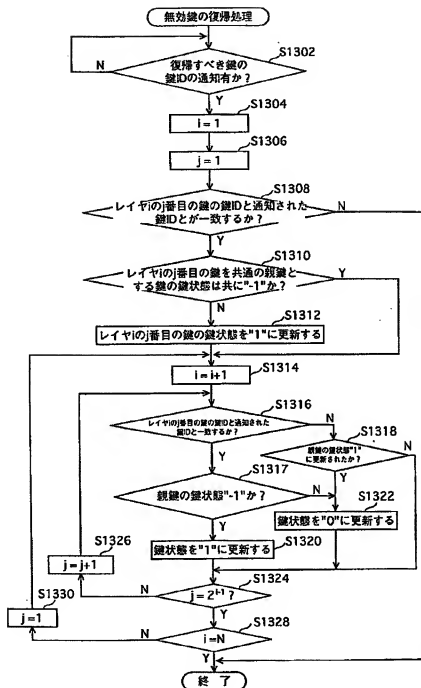 無効鍵の復帰処理
S1302
復帰すべき鍵の
鍵IDの通知有か?
N
Y
S1304
i = 1
S1306
j = 1
S1308
レイヤiのj番目の鍵の鍵IDと通知された
鍵IDとが一致するか?
N
Y
S1310
レイヤiのj番目の鍵を共通の親鍵と
する鍵の鍵状態は共に"-1"か?
Y
N
S1312
レイヤiのj番目の鍵の鍵状態を"1"に更新する
S1314
i = i+1
S1316
レイヤiのj番目の鍵の鍵IDと通知された
鍵IDと一致するか?
N
Y
S1318
親鍵の鍵状態"1"
に更新されたか?
N
Y
S1317
親鍵の鍵状態"-1"か?
N
Y
S1322
鍵状態を"0"に更新する
S1320
鍵状態を"1"に更新する
S1326
j = j+1
S1324
j = 2^{i-1} ?
N
Y
S1330
j = 1
S1328
i = N
N
Y
終 了